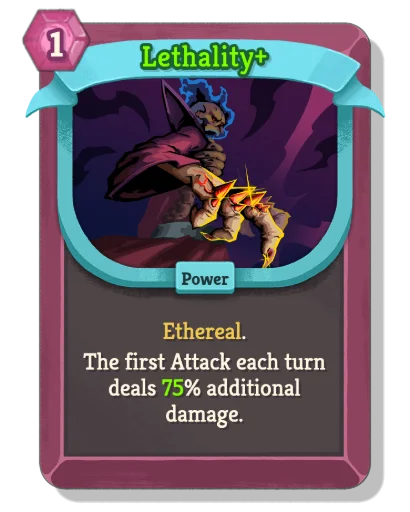 1
Lethality+
Power
Ethereal.
The first Attack each turn
deals 75% additional
damage.